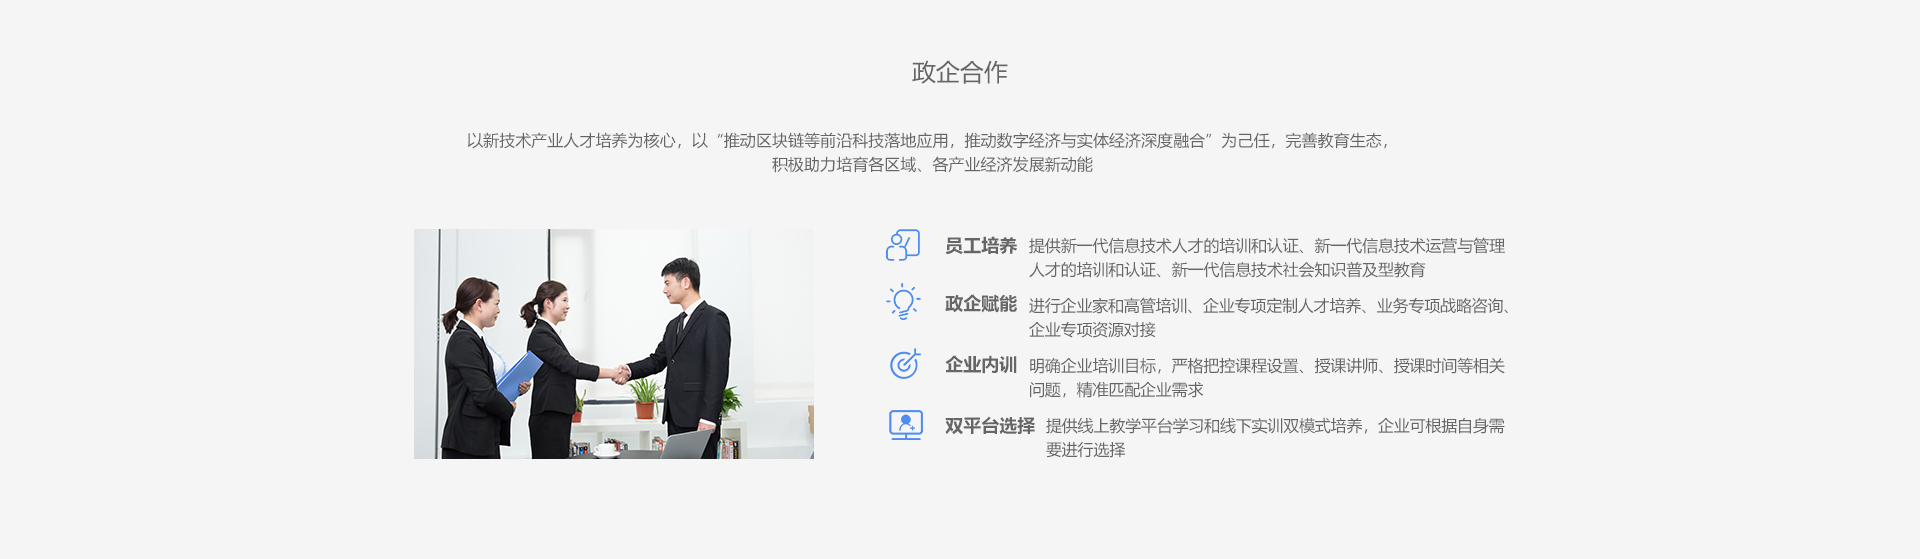 政企合作
以新技术产业人才培养为核心，以“推动区块链等前沿科技落地应用，推动数字经济与实体经济深度融合”为己任，完善教育生态，
积极助力培育各区域、各产业经济发展新动能
员工培养 提供新一代信息技术人才的培训和认证、新一代信息技术运营与管理
人才的培训和认证、新一代信息技术社会知识普及型教育
政企赋能 进行企业家和高管培训、企业专项定制人才培养、业务专项战略咨询、
企业专项资源对接
企业内训 明确企业培训目标，严格把控课程设置、授课讲师、授课时间等相关
问题，精准匹配企业需求
双平台选择 提供线上教学平台学习和线下实训双模式培养，企业可根据自身需
要进行选择